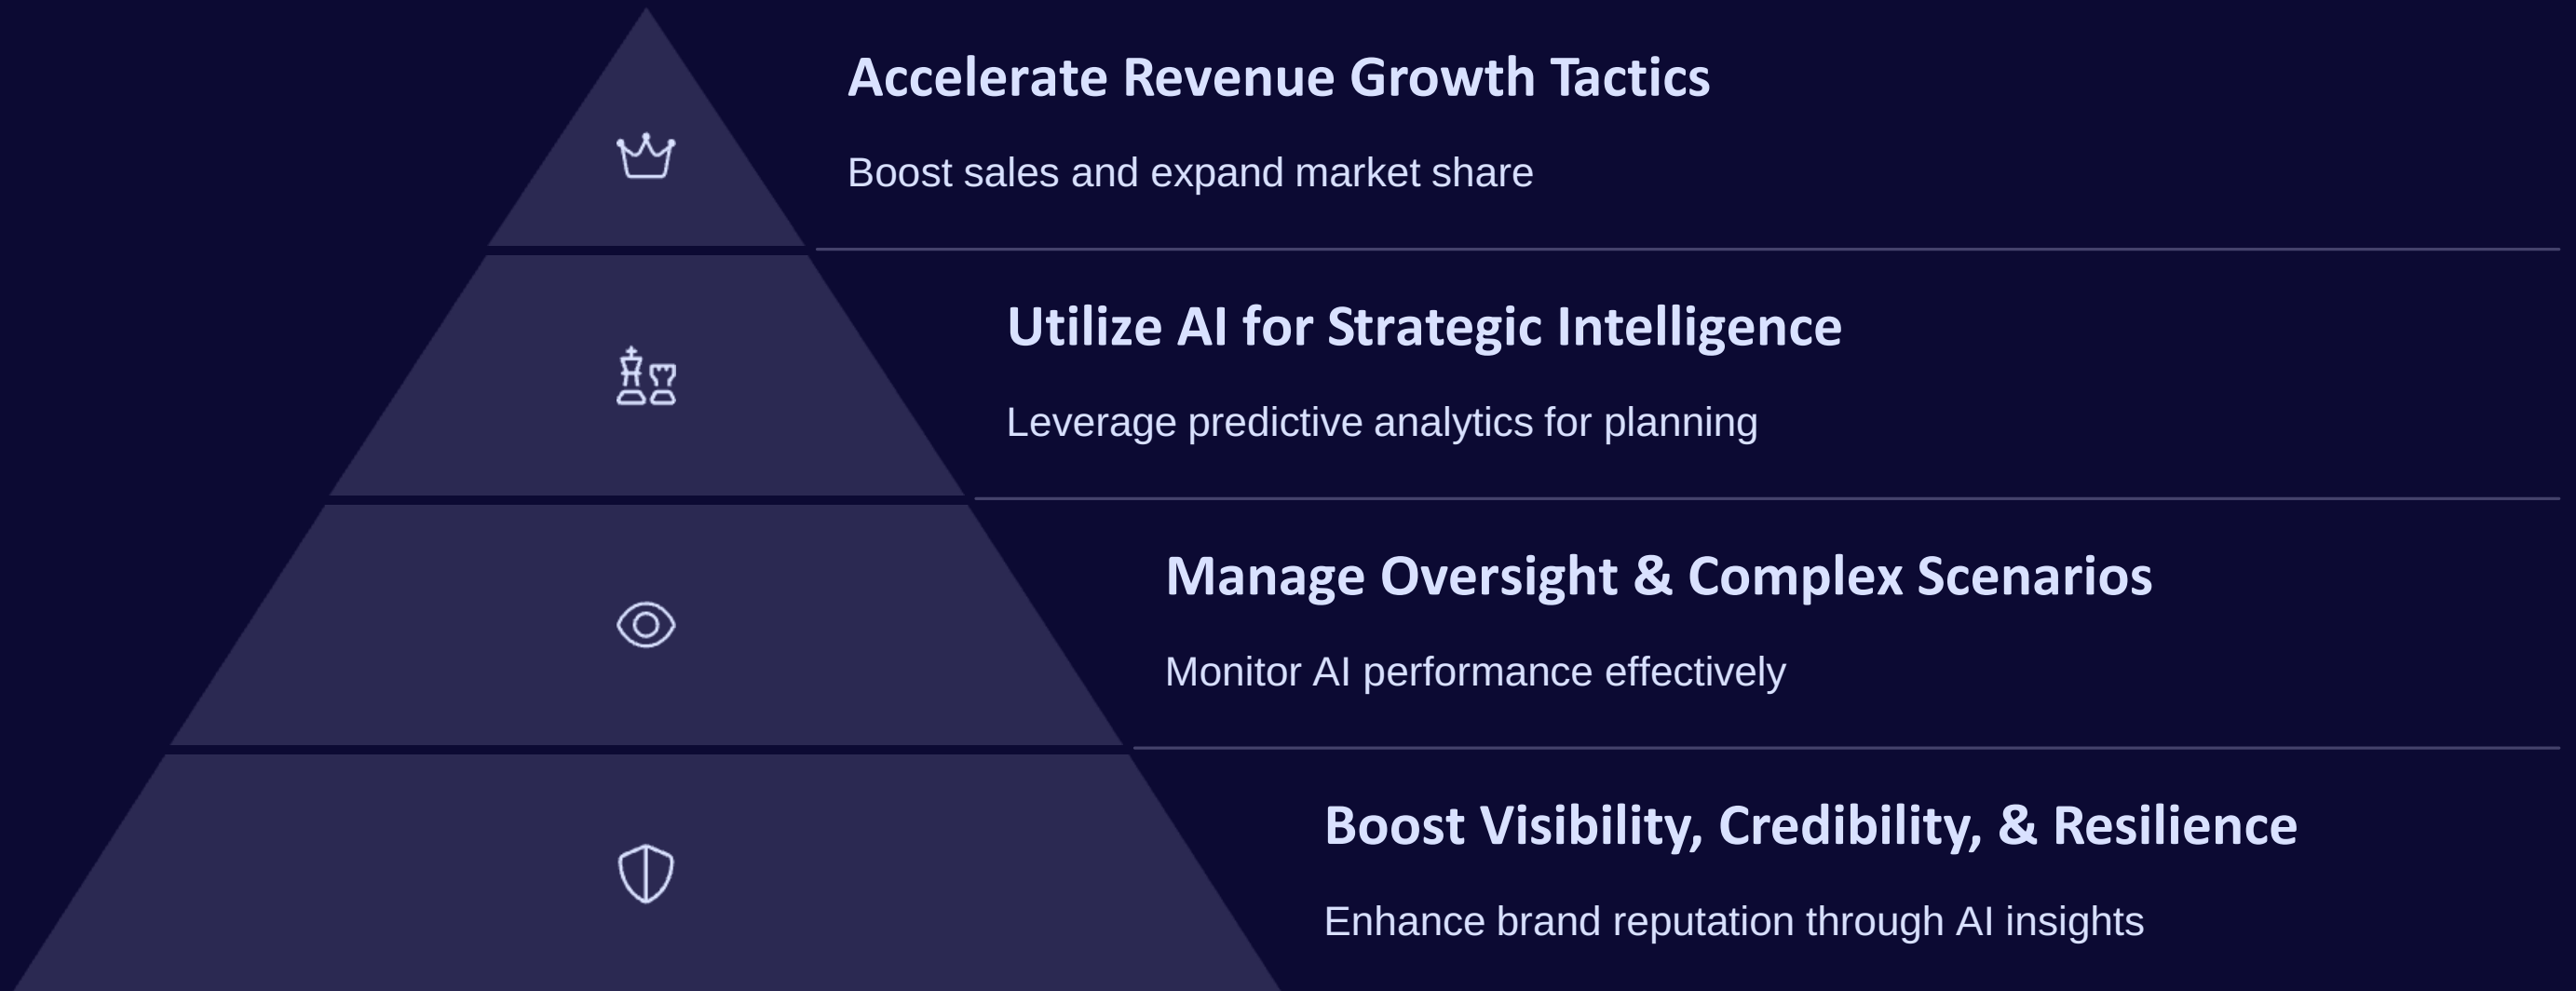 Accelerate Revenue Growth Tactics
Boost sales and expand market share
Utilize AI for Strategic Intelligence
Leverage predictive analytics for planning
Manage Oversight & Complex Scenarios
Monitor AI performance effectively
Boost Visibility, Credibility, & Resilience
Enhance brand reputation through AI insights